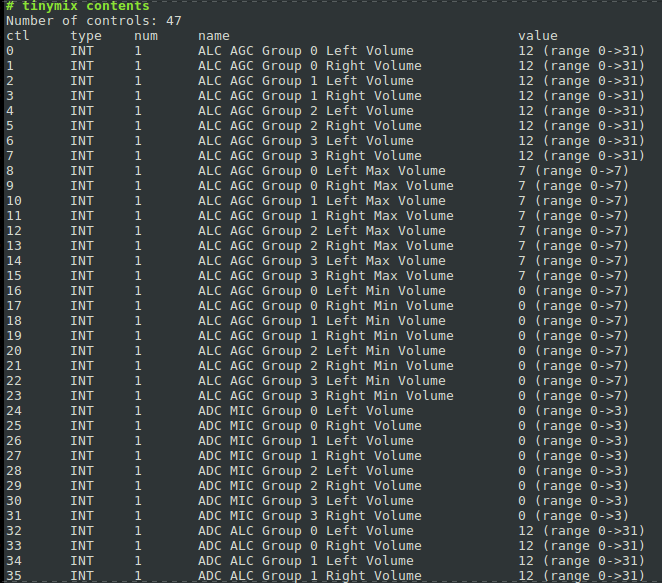 # tinymix contents
Number of controls: 47
ctl type num name value
0 INT 1 ALC AGC Group 0 Left Volume 12 (range 0->31)
1 INT 1 ALC AGC Group 0 Right Volume 12 (range 0->31)
2 INT 1 ALC AGC Group 1 Left Volume 12 (range 0->31)
3 INT 1 ALC AGC Group 1 Right Volume 12 (range 0->31)
4 INT 1 ALC AGC Group 2 Left Volume 12 (range 0->31)
5 INT 1 ALC AGC Group 2 Right Volume 12 (range 0->31)
6 INT 1 ALC AGC Group 3 Left Volume 12 (range 0->31)
7 INT 1 ALC AGC Group 3 Right Volume 12 (range 0->31)
8 INT 1 ALC AGC Group 0 Left Max Volume 7 (range 0->7)
9 INT 1 ALC AGC Group 0 Right Max Volume 7 (range 0->7)
10 INT 1 ALC AGC Group 1 Left Max Volume 7 (range 0->7)
11 INT 1 ALC AGC Group 1 Right Max Volume 7 (range 0->7)
12 INT 1 ALC AGC Group 2 Left Max Volume 7 (range 0->7)
13 INT 1 ALC AGC Group 2 Right Max Volume 7 (range 0->7)
14 INT 1 ALC AGC Group 3 Left Max Volume 7 (range 0->7)
15 INT 1 ALC AGC Group 3 Right Max Volume 7 (range 0->7)
16 INT 1 ALC AGC Group 0 Left Min Volume 0 (range 0->7)
17 INT 1 ALC AGC Group 0 Right Min Volume 0 (range 0->7)
18 INT 1 ALC AGC Group 1 Left Min Volume 0 (range 0->7)
19 INT 1 ALC AGC Group 1 Right Min Volume 0 (range 0->7)
20 INT 1 ALC AGC Group 2 Left Min Volume 0 (range 0->7)
21 INT 1 ALC AGC Group 2 Right Min Volume 0 (range 0->7)
22 INT 1 ALC AGC Group 3 Left Min Volume 0 (range 0->7)
23 INT 1 ALC AGC Group 3 Right Min Volume 0 (range 0->7)
24 INT 1 ADC MIC Group 0 Left Volume 0 (range 0->3)
25 INT 1 ADC MIC Group 0 Right Volume 0 (range 0->3)
26 INT 1 ADC MIC Group 1 Left Volume 0 (range 0->3)
27 INT 1 ADC MIC Group 1 Right Volume 0 (range 0->3)
28 INT 1 ADC MIC Group 2 Left Volume 0 (range 0->3)
29 INT 1 ADC MIC Group 2 Right Volume 0 (range 0->3)
30 INT 1 ADC MIC Group 3 Left Volume 0 (range 0->3)
31 INT 1 ADC MIC Group 3 Right Volume 0 (range 0->3)
32 INT 1 ADC ALC Group 0 Left Volume 12 (range 0->31)
33 INT 1 ADC ALC Group 0 Right Volume 12 (range 0->31)
34 INT 1 ADC ALC Group 1 Left Volume 12 (range 0->31)
35 INT 1 ADC ALC Group 1 Right Volume 12 (range 0->31)